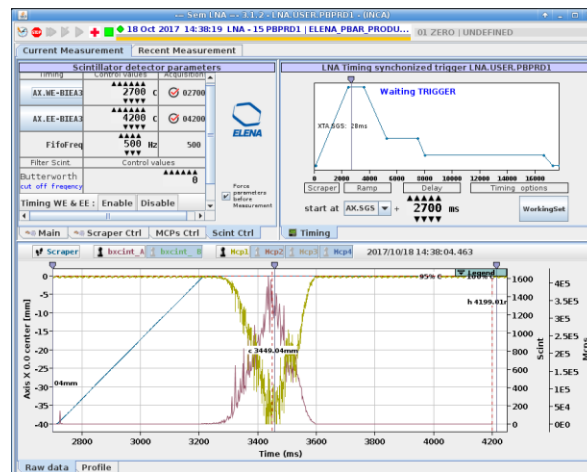 --- Sem LNA --- 3.1.2 - LNA.USER.PBPRD1 - (INCA)
18 Oct 2017 14:38:19 LNA - 15 PBPRD1 | ELENA_PBAR_PRODU...
01 ZERO | UNDEFINED
Current Measurement
Recent Measurement
Scintillator detector parameters
Timing
Control values
Acquisition
AX.WE-BIEA3
2700 C
02700
AX.EE-BIEA3
4200 C
04200
FifoFreq
500 Hz
500
Filter Scint.
Control values
Butterworth
cut off freqency
0
Timing WE & EE :
Enable
Disable
ELENA
Force
parameters
before
Measurement
Main
Scraper Ctrl
MCPs Ctrl
Scint Ctrl
LNA Timing synchonized trigger LNA.USER.PBPRD1
Waiting TRIGGER
XTA.SGS: 28ms
0 2000 4000 6000 8000 10000 12000 14000 16000
Scraper
Ramp
Delay
Timing options
start at
AX.SGS
+
2700 ms
WorkingSet
Timing
Scraper
bxcint_A
bxcint_B
Mcp1
Mcp2
Mcp3
Mcp4
2017/10/18 14:38:04.463
Legend
95% C
100% C
h 4199.01
c 3449.04mm
04mm
Axis X 0.0 center [mm]
0
-5
-10
-15
-20
-25
-30
-35
-40
1600
1400
1200
1000
800
600
400
200
0
Scint
4E5
3.5E5
3E5
2.5E5
2E5
1.5E5
1E5
5E4
0E0
Mcps
2800 3000 3200 3400 3600 3800 4000 4200
Time (ms)
Raw data
Profile